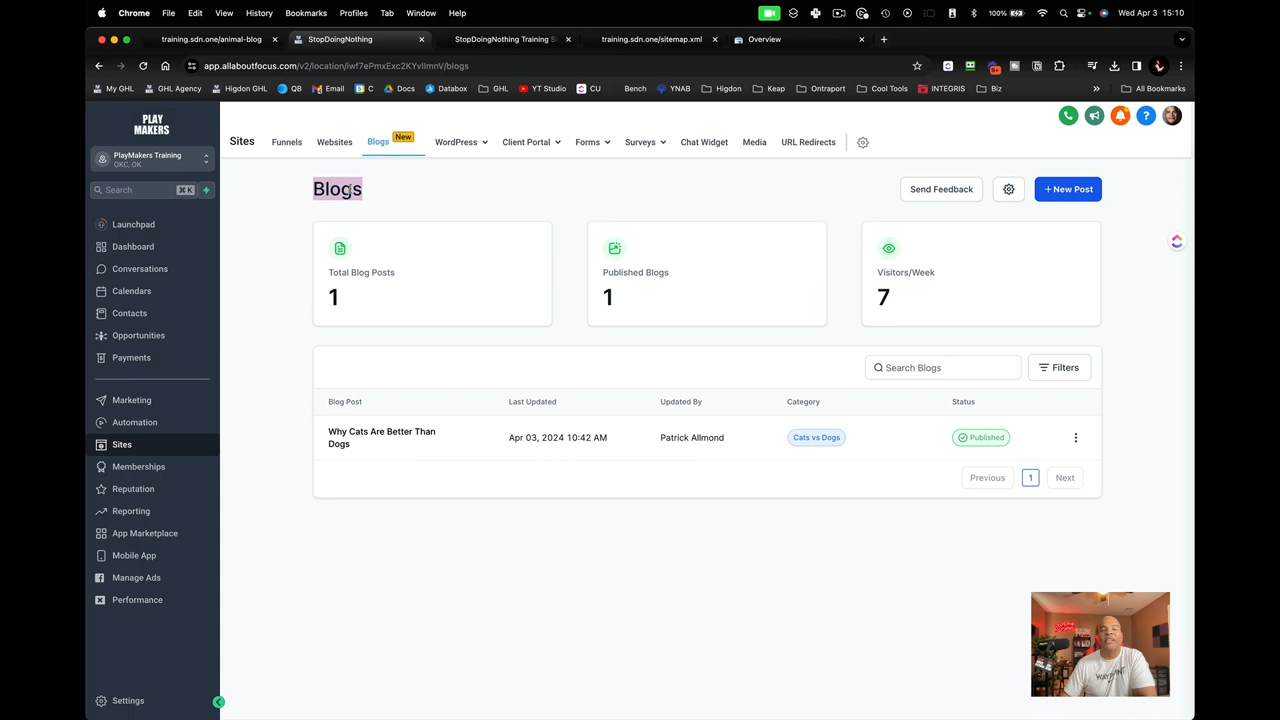 Chrome File Edit View History Bookmarks Profiles Tab Window Help 100% Wed Apr 3 15:10
training.sdn.one/animal-blog StopDoingNothing StopDoingNothing Training S training.sdn.one/sitemap.xml Overview
app.allaboutfocus.com/v2/location/iwf7ePmxExc2KYvIlmnV/blogs
My GHL GHL Agency Higdon GHL QB Email C Docs Databox GHL YT Studio CU Bench YNAB Higdon Keap Ontraport Cool Tools INTEGRIS Biz All Bookmarks
PLAY
MAKERS
PlayMakers Training
OKC, OK
Search ⌘ K
Launchpad
Dashboard
Conversations
Calendars
Contacts
Opportunities
Payments
Marketing
Automation
Sites
Memberships
Reputation
Reporting
App Marketplace
Mobile App
Manage Ads
Performance
Settings
Sites Funnels Websites Blogs New WordPress Client Portal Forms Surveys Chat Widget Media URL Redirects
Blogs
Send Feedback + New Post
Total Blog Posts
1
Published Blogs
1
Visitors/Week
7
Search Blogs Filters
Blog Post Last Updated Updated By Category Status
Why Cats Are Better Than
Dogs
Apr 03, 2024 10:42 AM Patrick Allmond Cats vs Dogs Published
Previous 1 Next
WAYPOINT